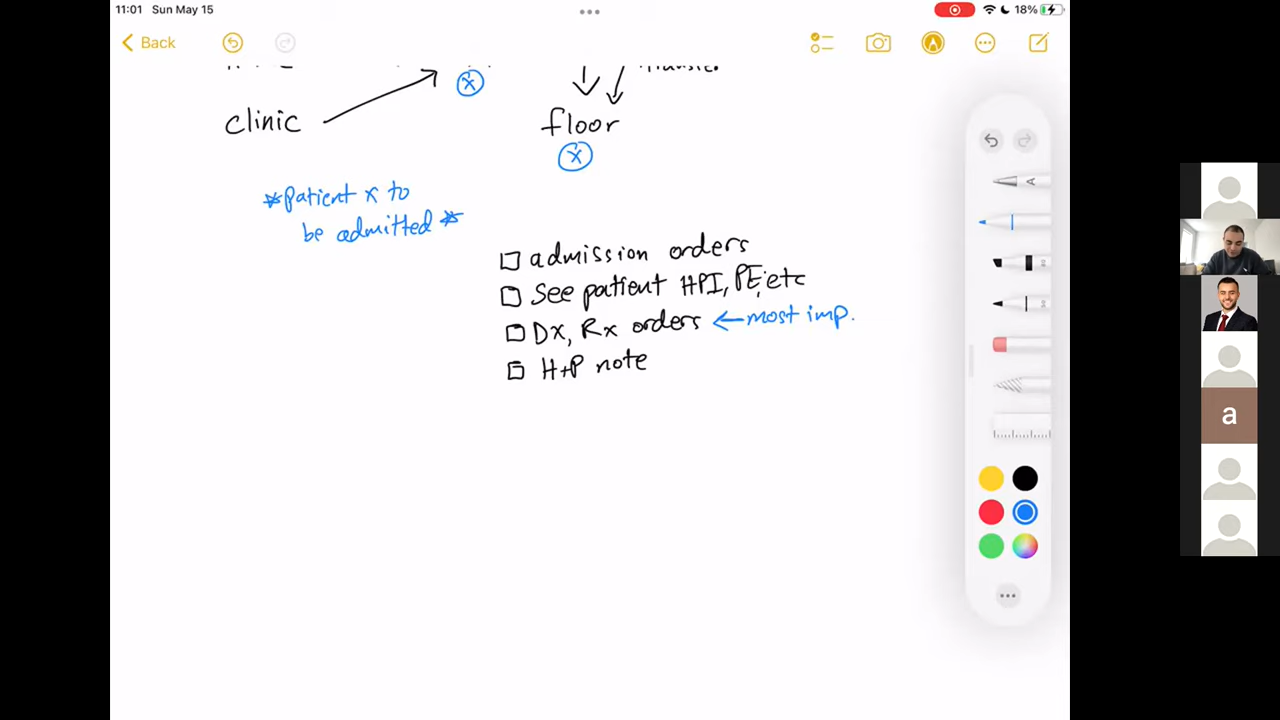 11:01 Sun May 15
18%
Back
clinic
floor
x
x
*patient x to
be admitted*
□ admission orders
□ See patient HPI, PE, etc
□ Dx, Rx orders ← most imp.
□ H+P note
A
a